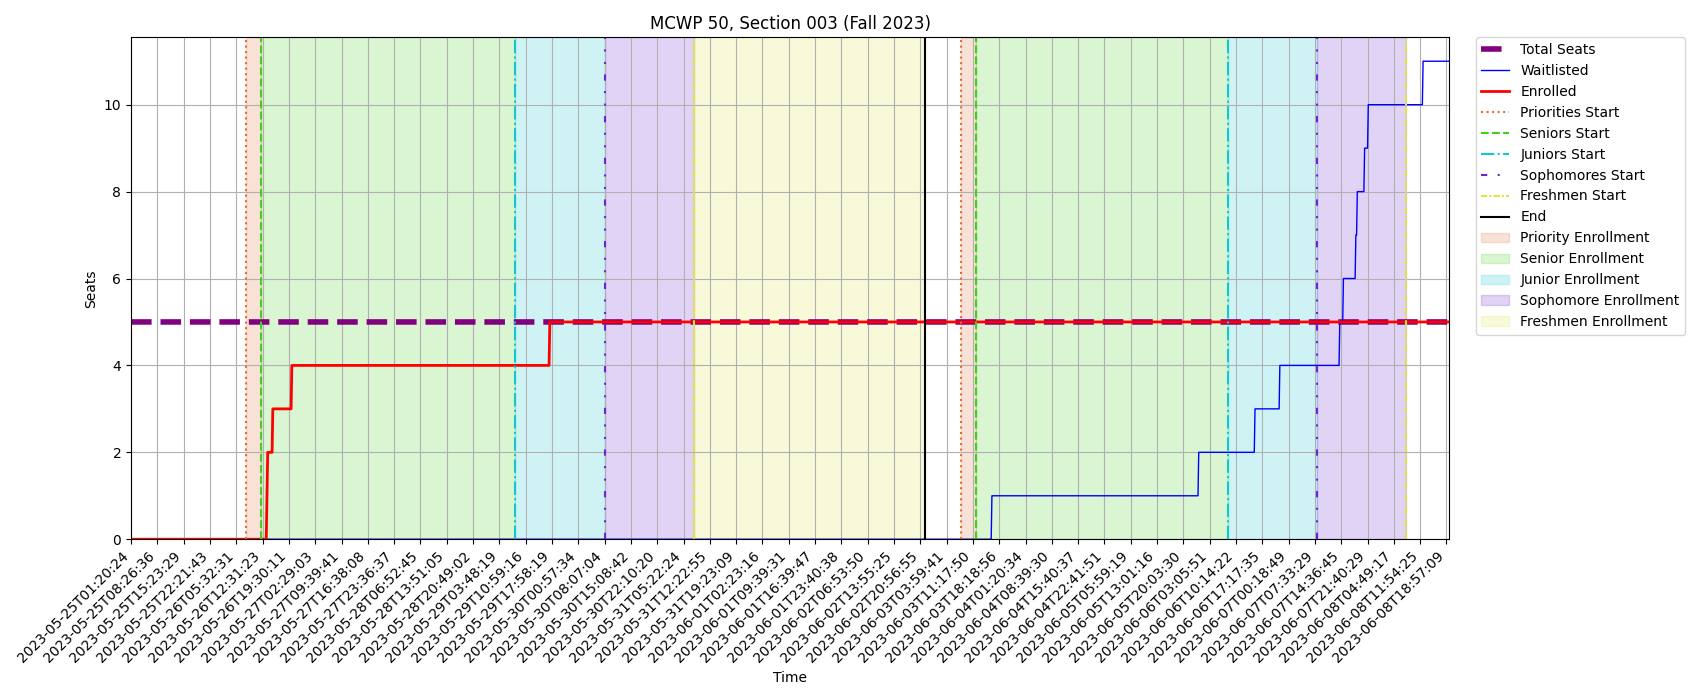 MCWP 50, Section 003 (Fall 2023)
Seats
10
8
6
4
2
0
2023-05-25T01:20:24
2023-05-25T08:26:36
2023-05-25T15:23:29
2023-05-25T22:21:43
2023-05-26T05:32:31
2023-05-26T12:31:23
2023-05-26T19:30:11
2023-05-27T02:29:03
2023-05-27T09:39:41
2023-05-27T16:38:08
2023-05-27T23:36:37
2023-05-28T06:52:45
2023-05-28T13:51:05
2023-05-28T20:49:02
2023-05-29T03:48:19
2023-05-29T10:59:16
2023-05-29T17:58:19
2023-05-30T00:57:34
2023-05-30T08:07:04
2023-05-30T15:08:42
2023-05-30T22:10:20
2023-05-31T05:22:24
2023-05-31T12:22:55
2023-05-31T19:23:09
2023-06-01T02:23:16
2023-06-01T09:39:31
2023-06-01T16:39:47
2023-06-01T23:40:38
2023-06-02T06:53:50
2023-06-02T13:55:25
2023-06-02T20:56:55
2023-06-03T03:59:41
2023-06-03T11:17:50
2023-06-03T18:18:56
2023-06-04T01:20:34
2023-06-04T08:39:30
2023-06-04T15:40:37
2023-06-04T22:41:51
2023-06-05T05:59:19
2023-06-05T13:01:16
2023-06-05T20:03:30
2023-06-06T03:05:51
2023-06-06T10:14:22
2023-06-06T17:17:35
2023-06-07T00:18:49
2023-06-07T07:33:29
2023-06-07T14:36:45
2023-06-07T21:40:29
2023-06-08T04:49:17
2023-06-08T11:54:25
2023-06-08T18:57:09
Time
Total Seats
Waitlisted
Enrolled
Priorities Start
Seniors Start
Juniors Start
Sophomores Start
Freshmen Start
End
Priority Enrollment
Senior Enrollment
Junior Enrollment
Sophomore Enrollment
Freshmen Enrollment